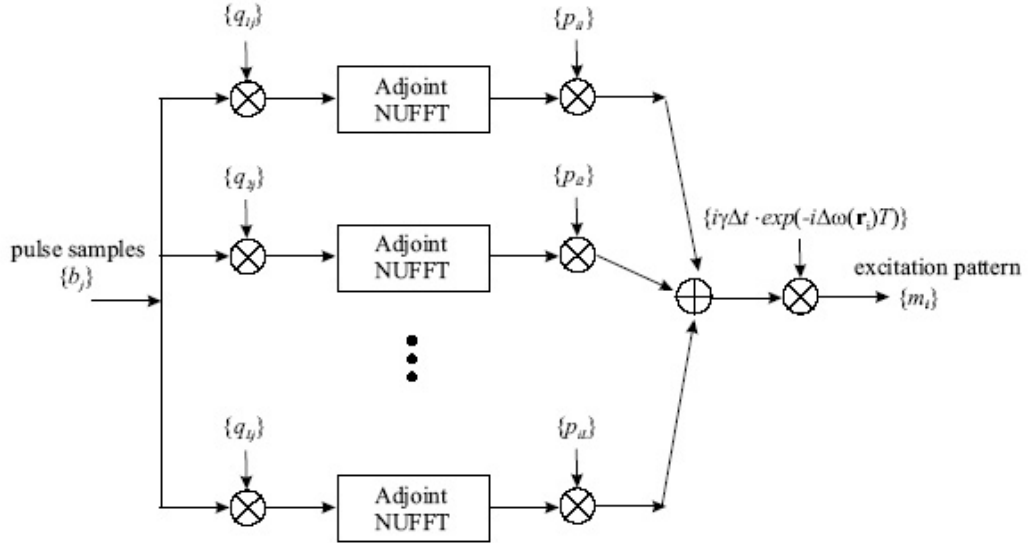 {q₁ⱼ} {pᵢₗ}
Adjoint
NUFFT
{q₂ⱼ} {pᵢ₂}
{iγΔt · exp(-iΔω(rᵢ)T)}
Adjoint
NUFFT
pulse samples
{bⱼ}
excitation pattern
{mᵢ}
{qₗⱼ} {pᵢL}
Adjoint
NUFFT